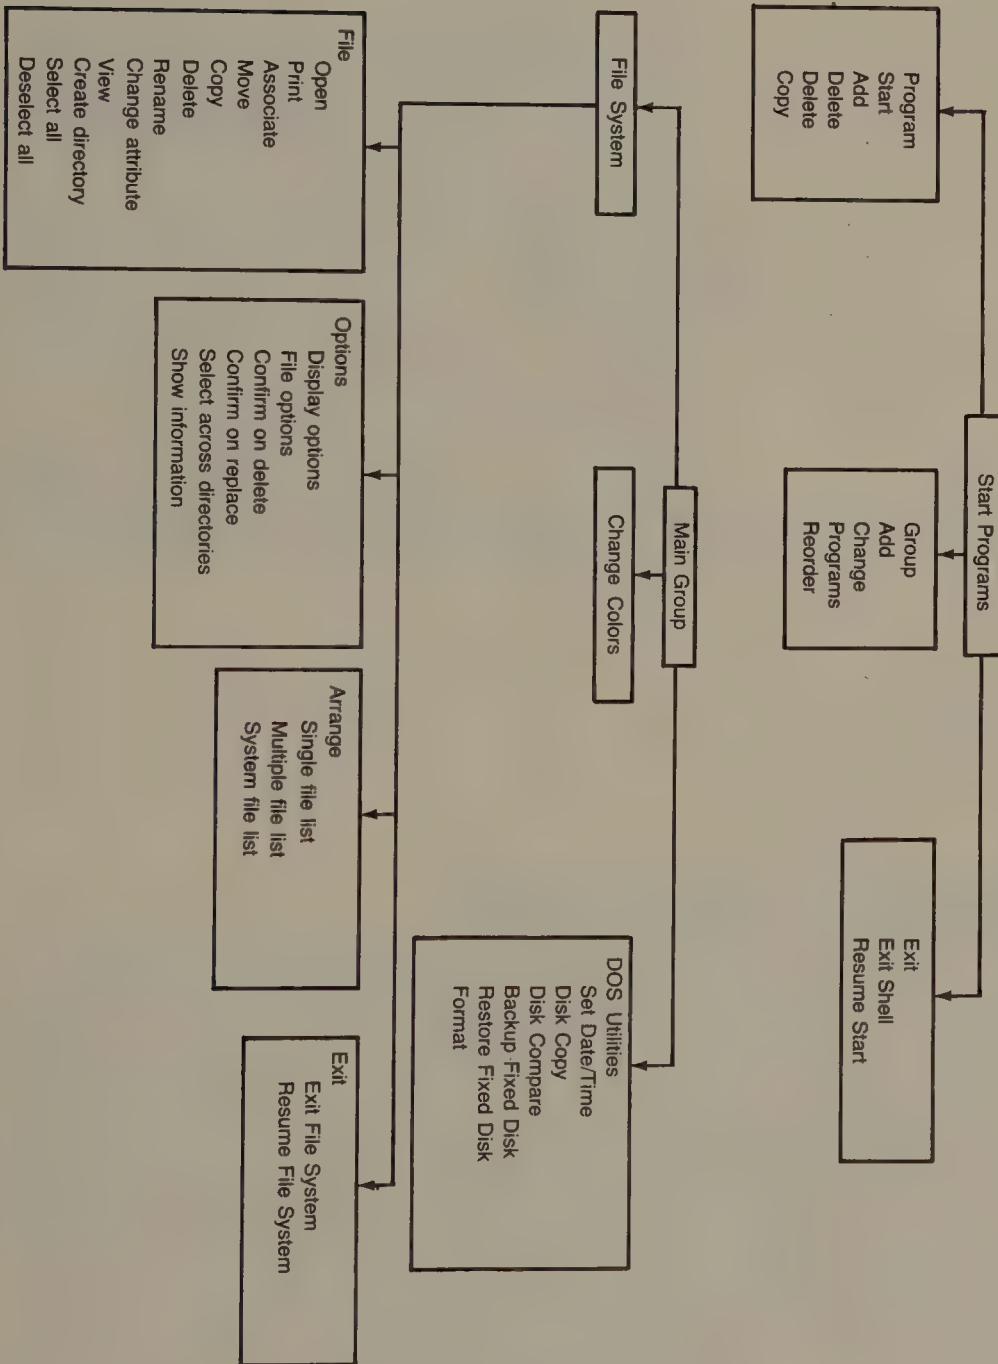 Start Programs
Program
Start
Add
Delete
Delete
Copy
Group
Add
Change
Programs
Reorder
Exit
Exit Shell
Resume Start
Main Group
File System
Change Colors
DOS Utilities
Set Date/Time
Disk Copy
Disk Compare
Backup Fixed Disk
Restore Fixed Disk
Format
File
Open
Print
Associate
Move
Copy
Delete
Rename
Change attribute
View
Create directory
Select all
Deselect all
Options
Display options
File options
Confirm on delete
Confirm on replace
Select across directories
Show information
Arrange
Single file list
Multiple file list
System file list
Exit
Exit File System
Resume File System